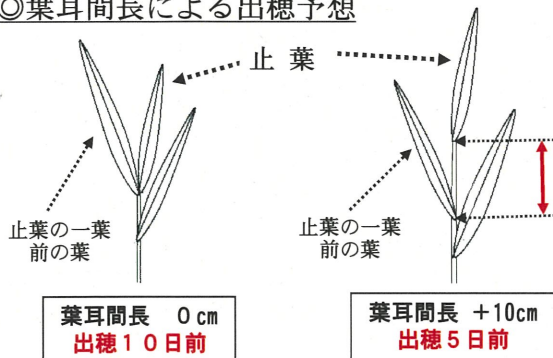 ◎葉耳間長による出穂予想
止 葉
止葉の一葉
前の葉
止葉の一葉
前の葉
葉耳間長　0㎝
出穂10日前
葉耳間長 +10㎝
出穂5日前